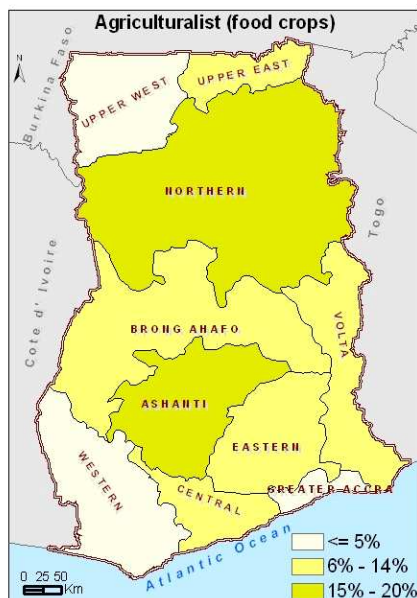 Agriculturalist (food crops)
Burkina Faso
N
UPPER WEST
UPPER EAST
NORTHERN
Togo
Cote d' Ivoire
BRONG AHAFO
VOLTA
ASHANTI
EASTERN
WESTERN
CENTRAL
GREATER ACCRA
Atlantic Ocean
<= 5%
6% - 14%
15% - 20%
0 25 50
Km